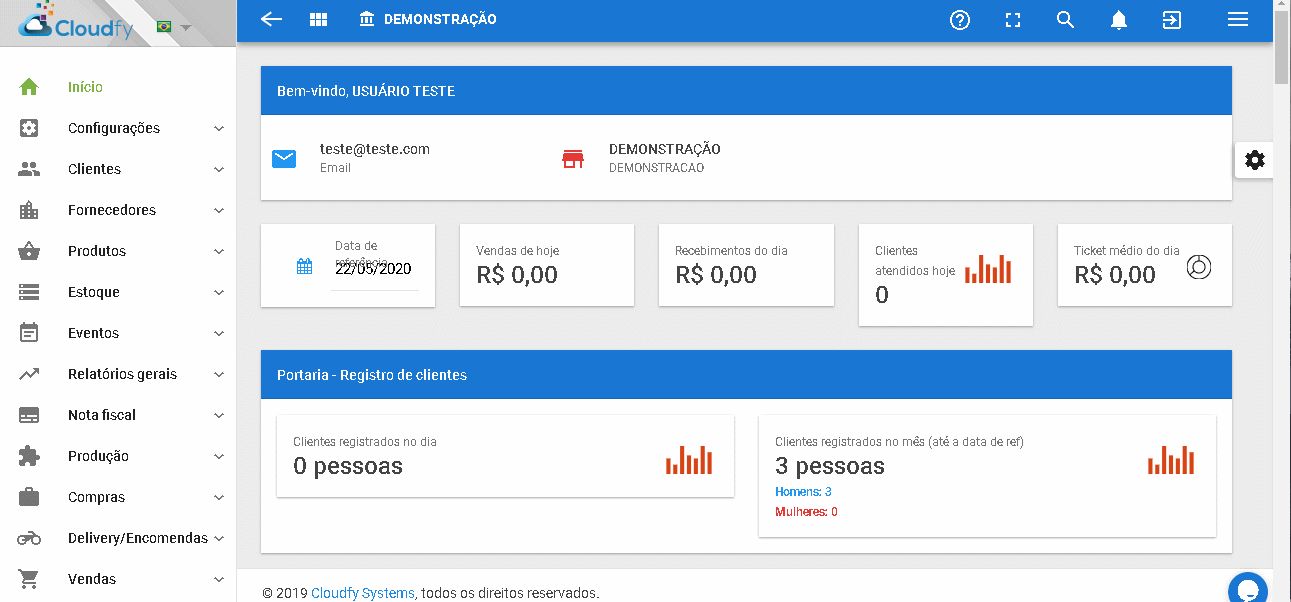 Cloudfy
DEMONSTRAÇÃO
Início
Configurações
Clientes
Fornecedores
Produtos
Estoque
Eventos
Relatórios gerais
Nota fiscal
Produção
Compras
Delivery/Encomendas
Vendas
Bem-vindo, USUÁRIO TESTE
teste@teste.com
Email
DEMONSTRAÇÃO
DEMONSTRACAO
Data de
referência
22/05/2020
Vendas de hoje
R$ 0,00
Recebimentos do dia
R$ 0,00
Clientes
atendidos hoje
0
Ticket médio do dia
R$ 0,00
Portaria - Registro de clientes
Clientes registrados no dia
0 pessoas
Clientes registrados no mês (até a data de ref)
3 pessoas
Homens: 3
Mulheres: 0
© 2019 Cloudfy Systems, todos os direitos reservados.